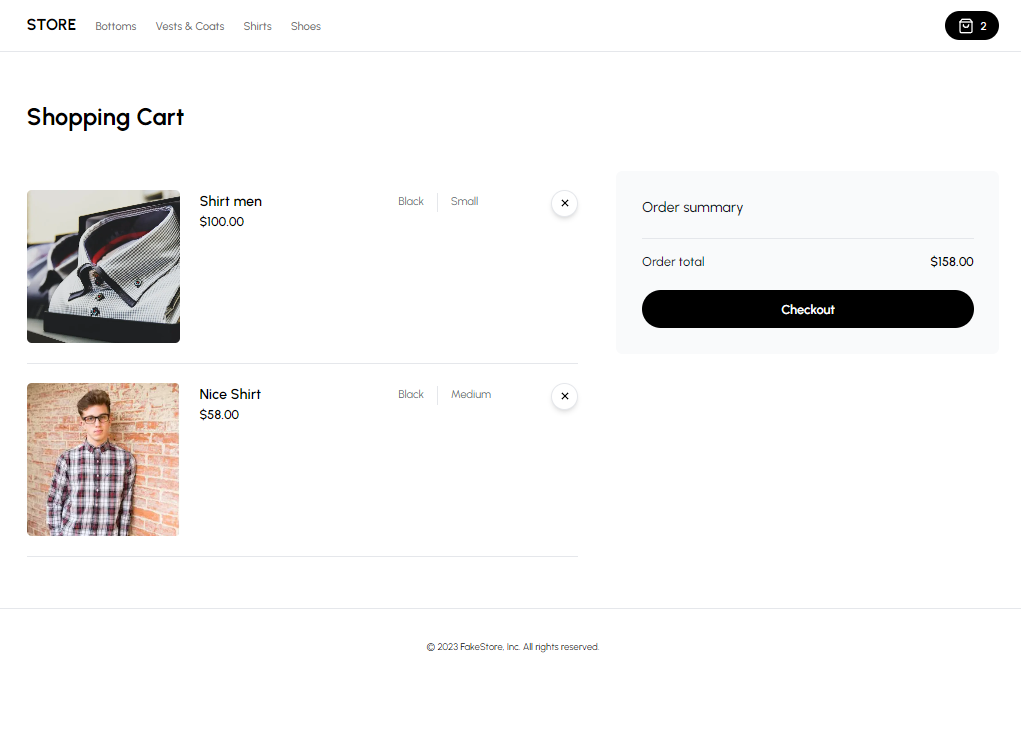 STORE Bottoms Vests & Coats Shirts Shoes 2
Shopping Cart
Shirt men Black Small
$100.00
Nice Shirt Black Medium
$58.00
Order summary
Order total $158.00
Checkout
© 2023 FakeStore, Inc. All rights reserved.